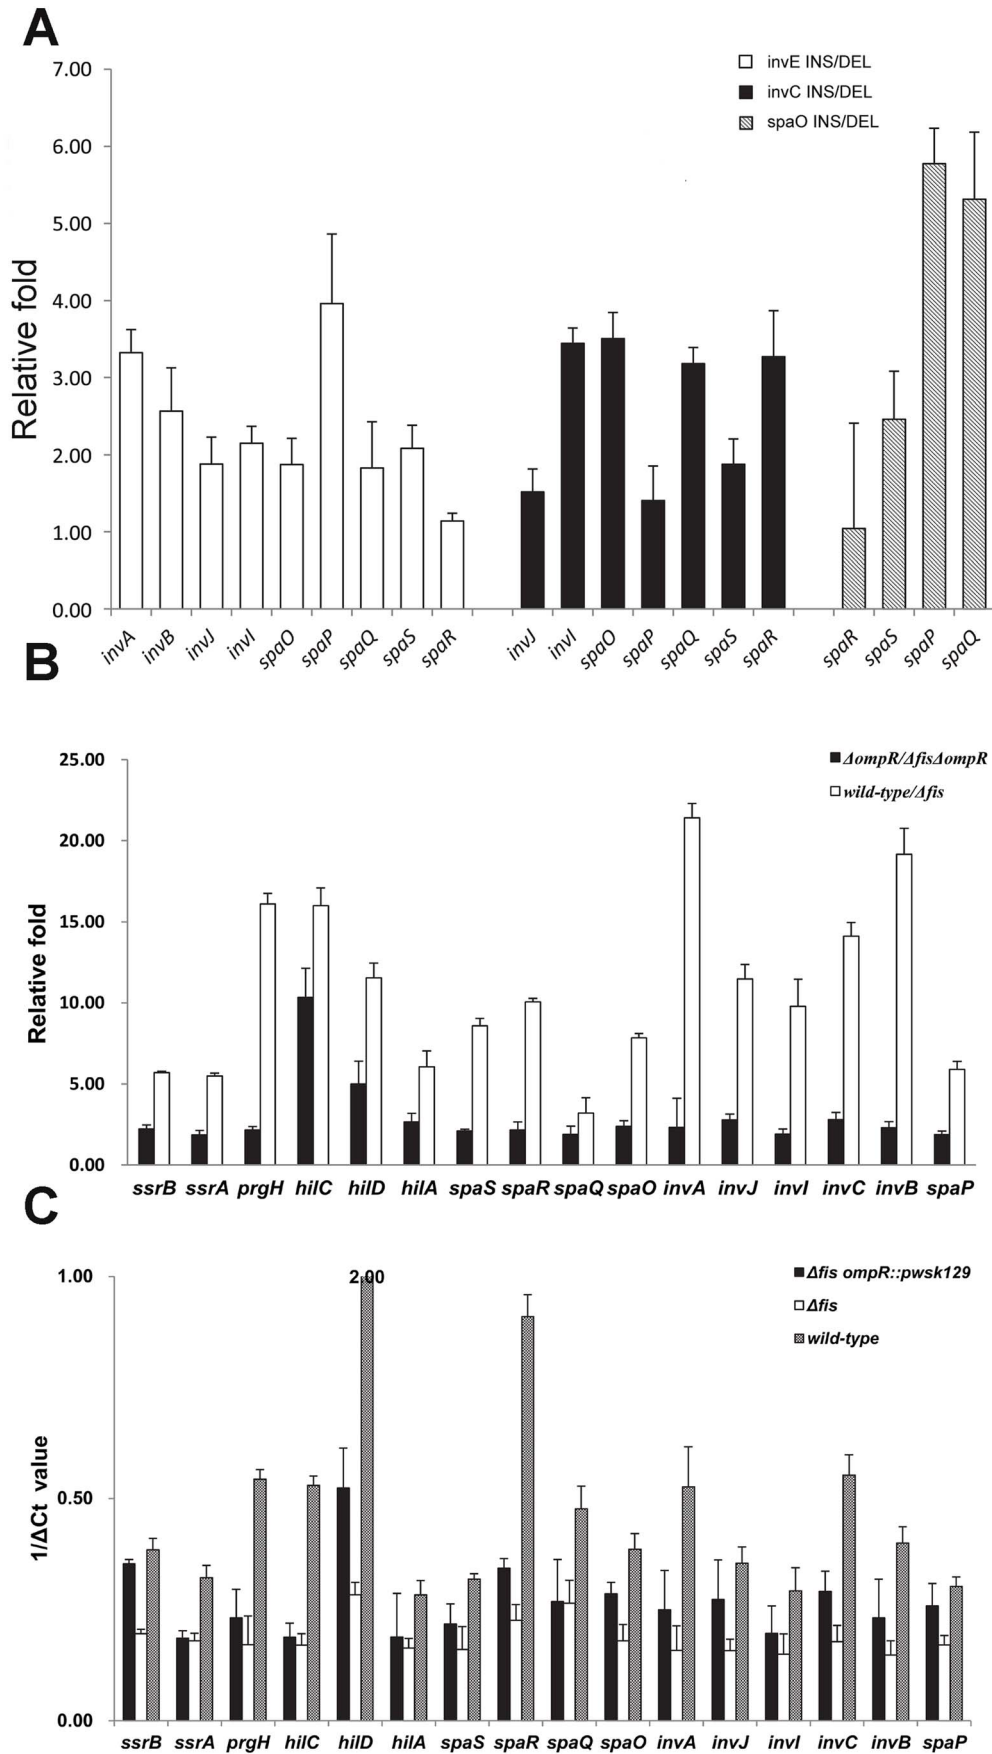 A
7.00
6.00
5.00
4.00
3.00
2.00
1.00
0.00
Relative fold
invE INS/DEL
invC INS/DEL
spaO INS/DEL
invA invB invJ invI spaO spaP spaQ spaS spaR invJ invI spaO spaP spaQ spaS spaR spaR spaS spaP spaQ
B
25.00
20.00
15.00
10.00
5.00
0.00
Relative fold
ΔompR/ΔfisΔompR
wild-type/Δfis
ssrB ssrA prgH hilC hilD hilA spaS spaR spaQ spaO invA invJ invI invC invB spaP
C
1.00
0.50
0.00
1/ΔCt value
2.00
Δfis ompR::pwsk129
Δfis
wild-type
ssrB ssrA prgH hilC hilD hilA spaS spaR spaQ spaO invA invJ invI invC invB spaP